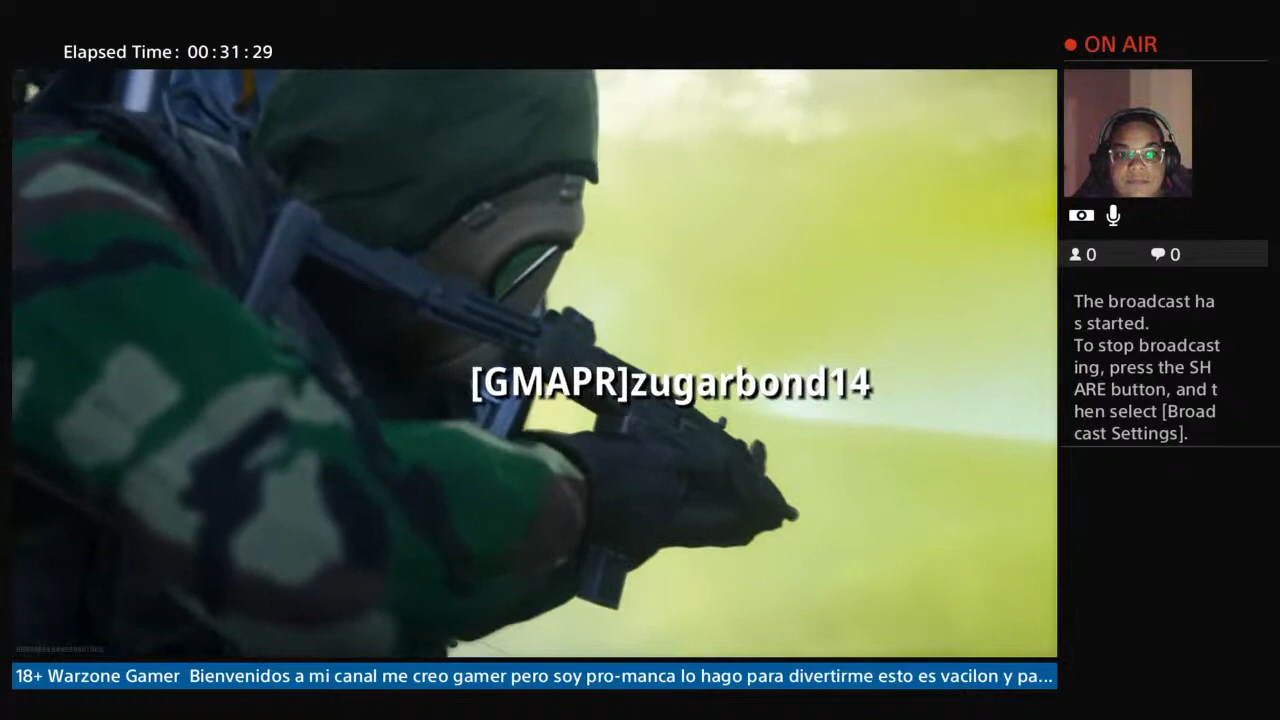 Elapsed Time: 00:31:29
ON AIR
[GMAPR]zugarbond14
0
0
The broadcast ha
s started.
To stop broadcast
ing, press the SH
ARE button, and t
hen select [Broad
cast Settings].
18+ Warzone Gamer Bienvenidos a mi canal me creo gamer pero soy pro-manca lo hago para divertirme esto es vacilon y pa...